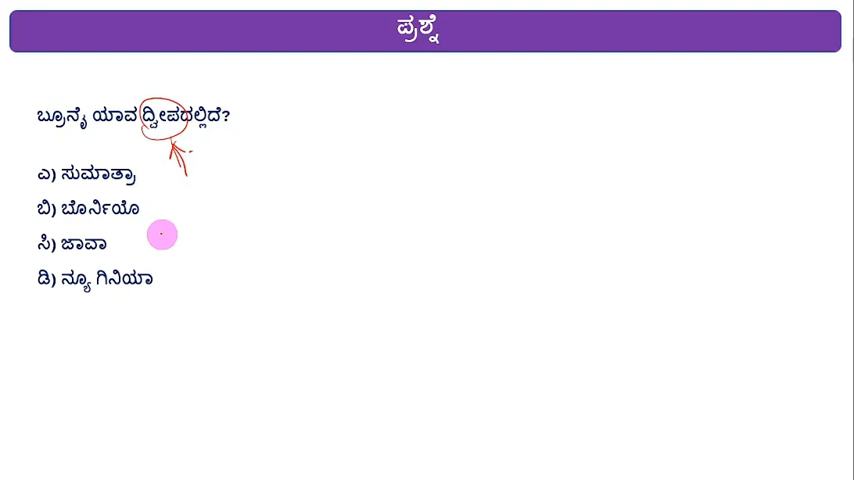 ಪ್ರಶ್ನೆ
ಬ್ರೂನೈ ಯಾವ ದ್ವೀಪದಲ್ಲಿದೆ?
ಎ) ಸುಮಾತ್ರಾ
ಬಿ) ಬೊರ್ನಿಯೊ
ಸಿ) ಜಾವಾ
ಡಿ) ನ್ಯೂ ಗಿನಿಯಾ